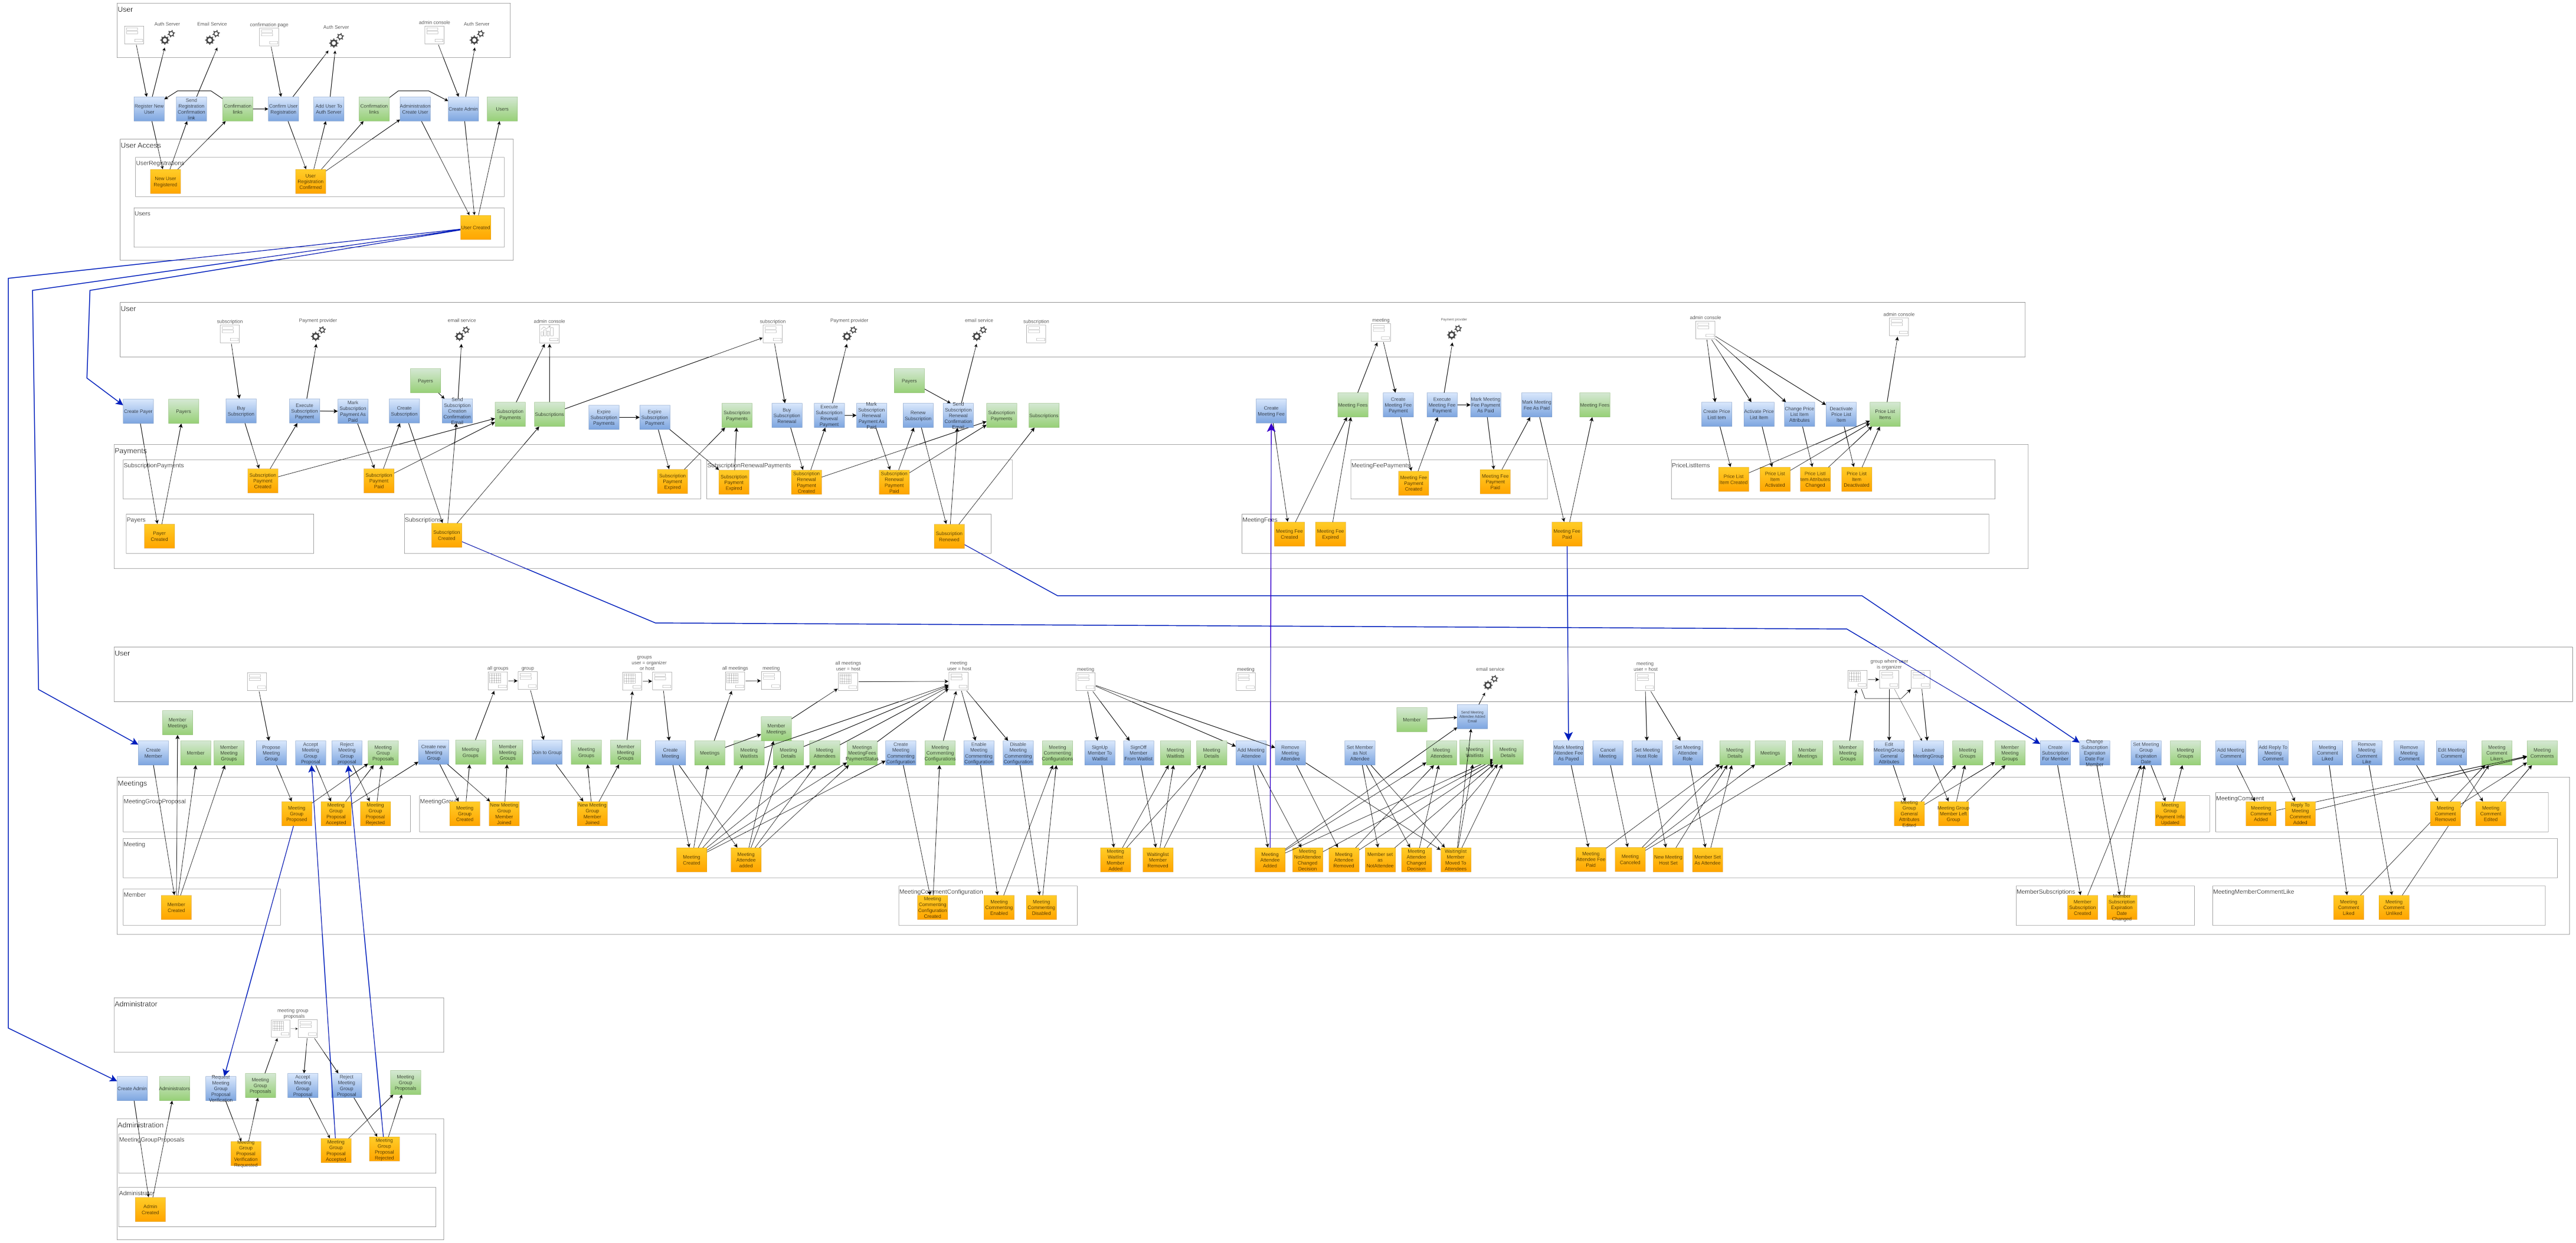 User
Auth Server
Email Service
confirmation page
Auth Server
admin console
Auth Server
Register New
User
Send
Registration
Confirmation
link
Confirmation
links
Confirm User
Registration
Add User To
Auth Server
Confirmation
links
Administration
Create User
Create Admin
Users
User Access
UserRegistrations
New User
Registered
User
Registration
Confirmed
Users
User Created
User
subscription
Payment provider
email service
admin console
subscription
Payment provider
email service
subscription
meeting
Payment provider
admin console
admin console
Payers
Payers
Create Payer
Payers
Buy
Subscription
Execute
Subscription
Payment
Mark
Subscription
Payment As
Paid
Create
Subscription
Send
Subscription
Creation
Confirmation
Email
Subscription
Payments
Subscriptions
Expire
Subscription
Payments
Expire
Subscription
Payment
Subscription
Payments
Buy
Subscription
Renewal
Execute
Subscription
Renewal
Payment
Mark
Subscription
Renewal
Payment As
Paid
Renew
Subscription
Send
Subscription
Renewal
Confirmation
Email
Subscription
Payments
Subscriptions
Create
Meeting Fee
Meeting Fees
Create
Meeting Fee
Payment
Execute
Meeting Fee
Payment
Mark Meeting
Fee Payment
As Paid
Mark Meeting
Fee As Paid
Meeting Fees
Create Price
List item
Activate Price
List Item
Change Price
List Item
Attributes
Deactivate
Price List
Item
Price List
Items
Payments
SubscriptionPayments
Subscription
Payment
Created
Subscription
Payment
Paid
Subscription
Payment
Expired
SubscriptionRenewalPayments
Subscription
Payment
Expired
Subscription
Renewal
Payment
Created
Subscription
Renewal
Payment
Paid
MeetingFeePayments
Meeting Fee
Payment
Created
Meeting Fee
Payment
Paid
PriceListItems
Price List
Item Created
Price List
Item
Activated
Price List
Item Attributes
Changed
Price List
Item
Deactivated
Payers
Payer
Created
Subscriptions
Subscription
Created
Subscription
Renewed
MeetingFees
Meeting Fee
Created
Meeting Fee
Expired
Meeting Fee
Paid
User
all groups
group
groups
user = organizer
or host
all meetings
meeting
all meetings
user = host
meeting
user = host
meeting
meeting
email service
meeting
user = host
group where user
is organizer
Member
Meetings
Member
Meetings
Member
Send Meeting
Attendee Added
Email
Create
Member
Member
Member
Meeting
Groups
Propose
Meeting
Group
Accept
Meeting
Group
Proposal
Reject
Meeting
Group
proposal
Meeting
Group
Proposals
Create new
Meeting
Group
Meeting
Groups
Member
Meeting
Groups
Join to Group
Meeting
Groups
Member
Meeting
Groups
Create
Meeting
Meetings
Meeting
Waitlists
Meeting
Details
Meeting
Attendees
Meetings
MeetingFees
PaymentStatus
Create
Meeting
Commenting
Configuration
Meeting
Commenting
Configurations
Enable
Meeting
Commenting
Configuration
Disable
Meeting
Commenting
Configuration
Meeting
Commenting
Configurations
SignUp
Member To
Waitlist
SignOff
Member
From Waitlist
Meeting
Waitlists
Meeting
Details
Add Meeting
Attendee
Remove
Meeting
Attendee
Set Member
as Not
Attendee
Meeting
Attendees
Meeting
Waitlists
Meeting
Details
Mark Meeting
Attendee Fee
As Payed
Cancel
Meeting
Set Meeting
Host Role
Set Meeting
Attendee
Role
Meeting
Details
Meetings
Member
Meetings
Member
Meeting
Groups
Edit
MeetingGroup
General
Attributes
Leave
MeetingGroup
Meeting
Groups
Member
Meeting
Groups
Create
Subscription
For Member
Change
Subscription
Expiration
Date For
Member
Set Meeting
Group
Expiration
Date
Meeting
Groups
Add Meeting
Comment
Add Reply To
Meeting
Comment
Meeting
Comment
Liked
Remove
Meeting
Comment
Like
Remove
Meeting
Comment
Edit Meeting
Comment
Meeting
Comment
Likers
Meeting
Comments
Meetings
MeetingGroupProposal
Meeting
Group
Proposed
Meeting
Group
Proposal
Accepted
Meeting
Group
Proposal
Rejected
Meeting
Group
Created
New Meeting
Group
Member
Joined
New Meeting
Group
Member
Joined
Meeting
Group
General
Attributes
Edited
Meeting Group
Member Left
Group
Meeting
Group
Payment Info
Updated
MeetingComment
Meeting
Comment
Added
Reply To
Meeting
Comment
Added
Meeting
Comment
Removed
Meeting
Comment
Edited
Meeting
Meeting
Created
Meeting
Attendee
added
Meeting
Waitlist
Member
Added
Waitinglist
Member
Removed
Meeting
Attendee
Added
Meeting
NotAttendee
Changed
Decision
Meeting
Attendee
Removed
Member set
as
NotAttendee
Meeting
Attendee
Changed
Decision
Waitinglist
Member
Moved To
Attendees
Meeting
Attendee Fee
Paid
Meeting
Canceled
New Meeting
Host Set
Member Set
As Attendee
Member
Member
Created
MeetingCommentConfiguration
Meeting
Commenting
Configuration
Created
Meeting
Commenting
Enabled
Meeting
Commenting
Disabled
MemberSubscriptions
Member
Subscription
Created
Member
Subscription
Expiration
Date
Changed
MeetingMemberCommentLike
Meeting
Comment
Liked
Meeting
Comment
Unliked
Administrator
meeting group
proposals
Create Admin
Administrators
Request
Meeting
Group
Proposal
Verification
Meeting
Group
Proposals
Accept
Meeting
Group
Proposal
Reject
Meeting
Group
Proposal
Meeting
Group
Proposals
Administration
MeetingGroupProposals
Meeting
Group
Proposal
Verification
Requested
Meeting
Group
Proposal
Accepted
Meeting
Group
Proposal
Rejected
Administrator
Admin
Created